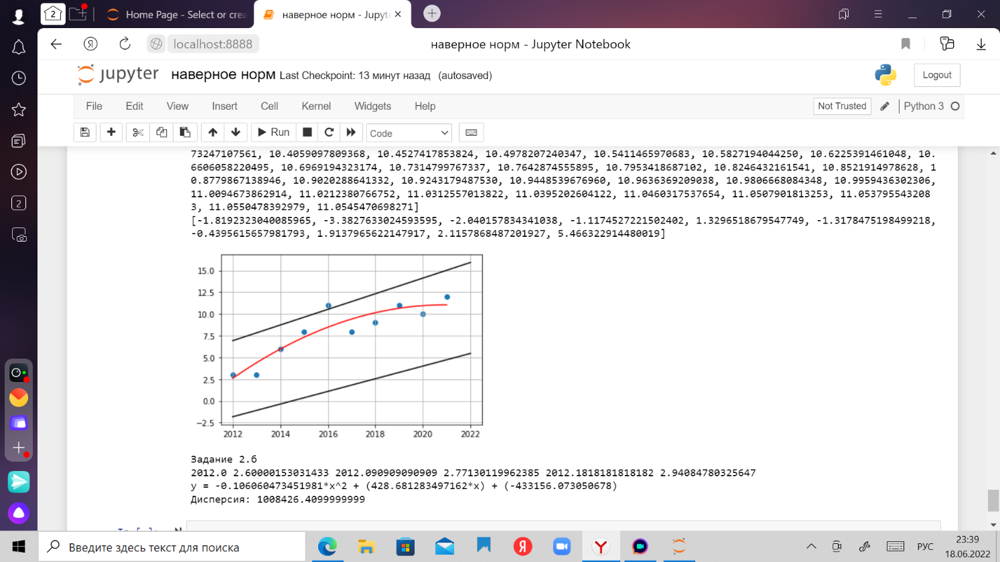 2
Home Page - Select or crea
наверное норм - Jupyt
localhost:8888
наверное норм - Jupyter Notebook
jupyter
наверное норм Last Checkpoint: 13 минут назад (autosaved)
Logout
File Edit View Insert Cell Kernel Widgets Help
Not Trusted
Python 3
Run
Code
73247107561, 10.4059097809368, 10.4527417853824, 10.4978207240347, 10.5411465970683, 10.5827194044250, 10.6225391461048, 10.
6606058220495, 10.6969194323174, 10.7314799767337, 10.7642874555895, 10.7953418687102, 10.8246432161541, 10.8521914978628, 1
0.8779867138946, 10.9020288641332, 10.9243179487530, 10.9448539676960, 10.9636369209038, 10.9806668084348, 10.9959436302306,
11.0094673862914, 11.0212380766752, 11.0312557013822, 11.0395202604122, 11.0460317537654, 11.0507901813253, 11.053795543208
3, 11.0550478392979, 11.0545470698271]
[-1.8192323040085965, -3.3827633024593595, -2.040157834341038, -1.1174527221502402, 1.3296518679547749, -1.3178475198499218,
-0.4395615657981793, 1.9137965622147917, 2.1157868487201927, 5.466322914480019]
15.0
12.5
10.0
7.5
5.0
2.5
0.0
−2.5
2012 2014 2016 2018 2020 2022
Задание 2.б
2012.0 2.60000153031433 2012.090909090909 2.77130119962385 2012.1818181818182 2.94084780325647
y = -0.106060473451981*x^2 + (428.681283497162*x) + (-433156.073050678)
Дисперсия: 1008426.4099999999
2
Введите здесь текст для поиска
Я
РУС
23:39
18.06.2022